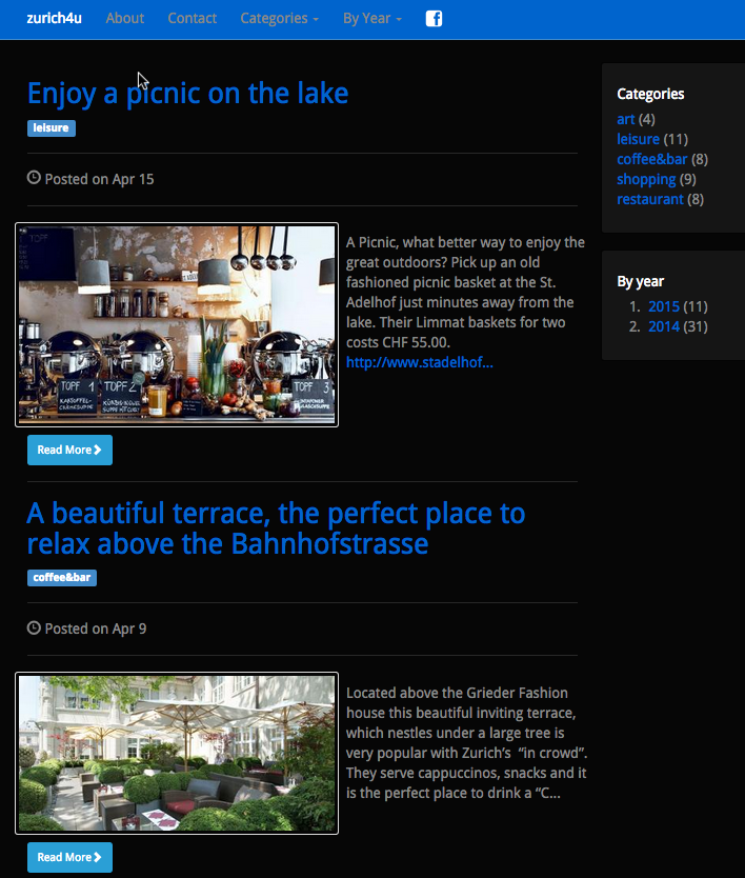 zurich4u About Contact Categories By Year
Enjoy a picnic on the lake
leisure
Posted on Apr 15
TOPF
TOPF 1
KARTOFFEL-
TOPF 2
TOPF 3
A Picnic, what better way to enjoy the
great outdoors? Pick up an old
fashioned picnic basket at the St.
Adelhof just minutes away from the
lake. Their Limmat baskets for two
costs CHF 55.00.
http://www.stadelhof...
Read More
A beautiful terrace, the perfect place to
relax above the Bahnhofstrasse
coffee&bar
Posted on Apr 9
Located above the Grieder Fashion
house this beautiful inviting terrace,
which nestles under a large tree is
very popular with Zurich’s “in crowd”.
They serve cappuccinos, snacks and it
is the perfect place to drink a “C...
Read More
Categories
art (4)
leisure (11)
coffee&bar (8)
shopping (9)
restaurant (8)
By year
1. 2015 (11)
2. 2014 (31)